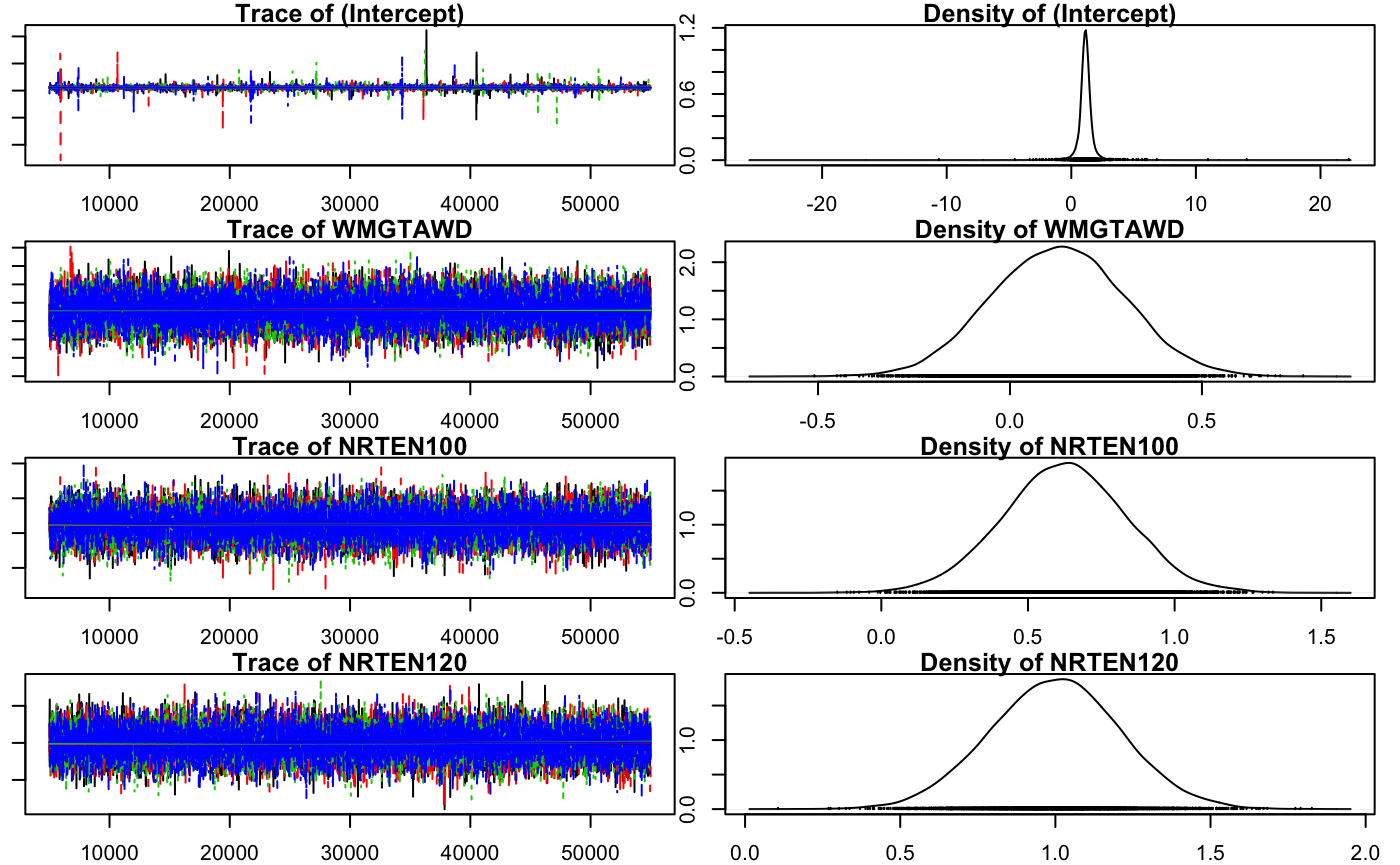 Trace of (Intercept) Density of (Intercept)
0.0 0.6 1.2
10000 20000 30000 40000 50000 -20 -10 0 10 20
Trace of WMGTAWD Density of WMGTAWD
0.0 1.0 2.0
10000 20000 30000 40000 50000 -0.5 0.0 0.5
Trace of NRTEN100 Density of NRTEN100
0.0 1.0
10000 20000 30000 40000 50000 -0.5 0.0 0.5 1.0 1.5
Trace of NRTEN120 Density of NRTEN120
0.0 1.0
10000 20000 30000 40000 50000 0.0 0.5 1.0 1.5 2.0